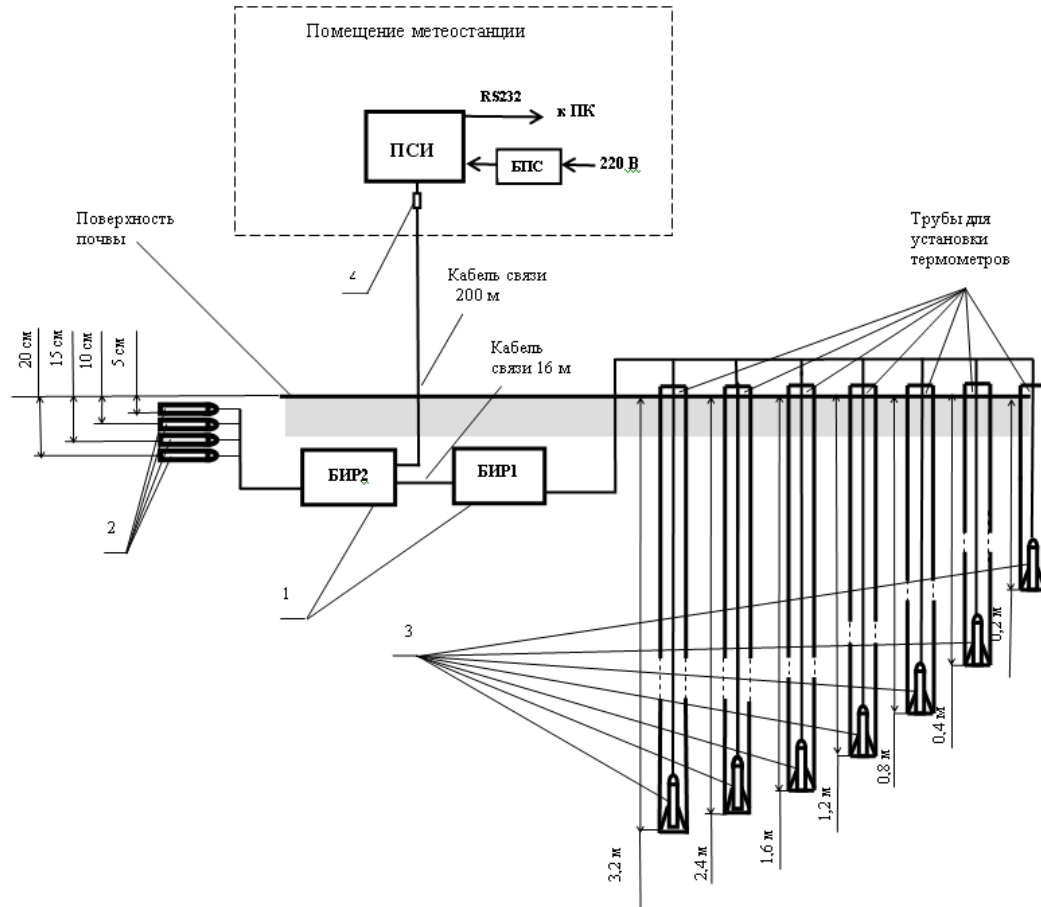 Помещение метеостанции
RS232
к ПК
ПСИ
БПС
220 В
Поверхность
почвы
Трубы для
установки
термометров
Кабель связи
200 м
Кабель
связи 16 м
20 см
15 см
10 см
5 см
БИР2
БИР1
2
1
3
3,2 м
2,4 м
1,6 м
1,2 м
0,8 м
0,4 м
0,2 м